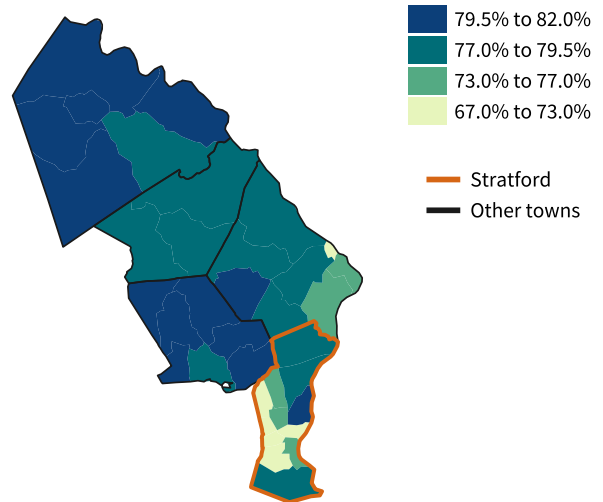 79.5% to 82.0%
77.0% to 79.5%
73.0% to 77.0%
67.0% to 73.0%
Stratford
Other towns